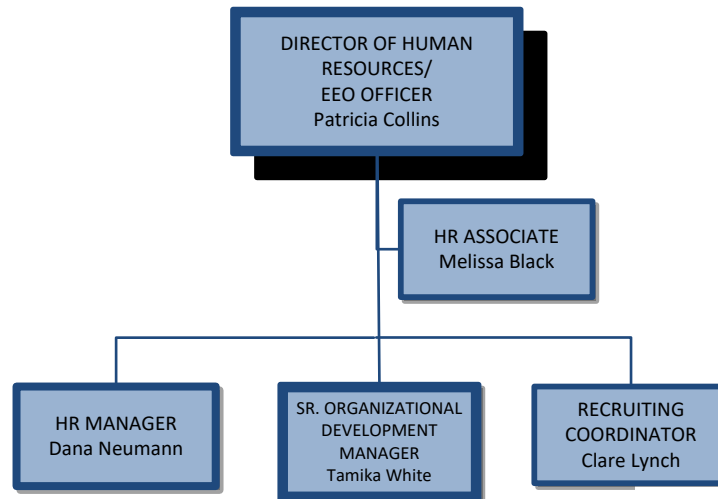 DIRECTOR OF HUMAN
RESOURCES/
EEO OFFICER
Patricia Collins
HR ASSOCIATE
Melissa Black
HR MANAGER
Dana Neumann
SR. ORGANIZATIONAL
DEVELOPMENT
MANAGER
Tamika White
RECRUITING
COORDINATOR
Clare Lynch